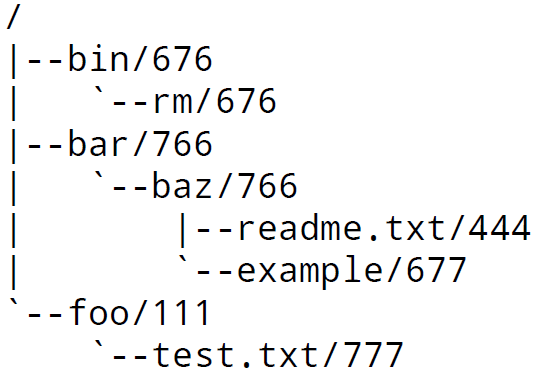 /
|--bin/676
|   `--rm/676
|--bar/766
|   `--baz/766
|       |--readme.txt/444
|       `--example/677
`--foo/111
    `--test.txt/777